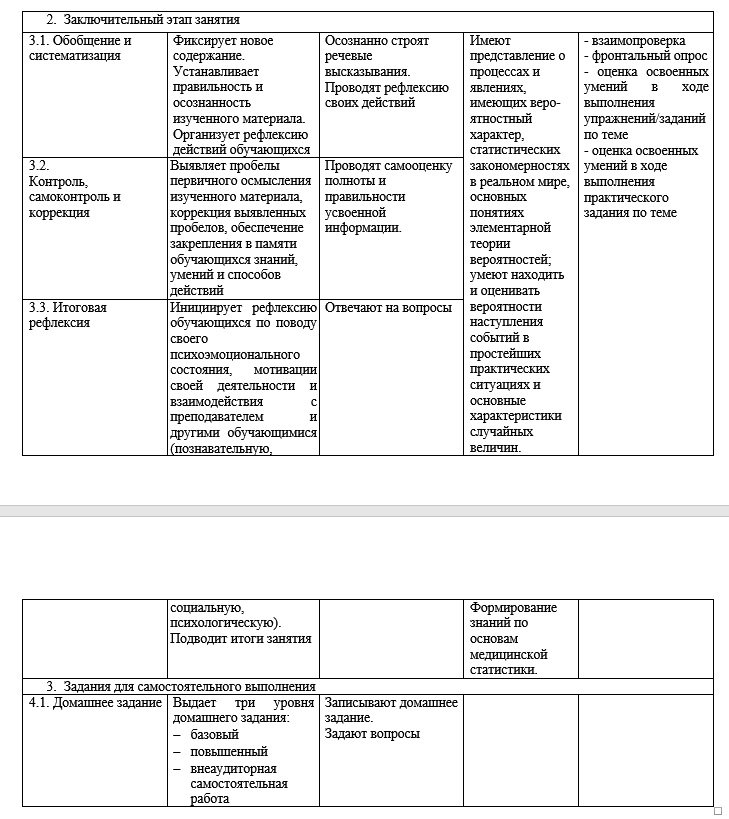 2. Заключительный этап занятия
3.1. Обобщение и
систематизация
Фиксирует новое
содержание.
Устанавливает
правильность и
осознанность
изученного материала.
Организует рефлексию
действий обучающихся
Осознанно строят
речевые
высказывания.
Проводят рефлексию
своих действий
Имеют
представление о
процессах и
явлениях,
имеющих веро-
ятностный
характер,
статистических
закономерностях
в реальном мире,
основных
понятиях
элементарной
теории
вероятностей;
умеют находить
и оценивать
вероятности
наступления
событий в
простейших
практических
ситуациях и
основные
характеристики
случайных
величин.
- взаимопроверка
- фронтальный опрос
- оценка освоенных
умений в ходе
выполнения
упражнений/заданий
по теме
- оценка освоенных
умений в ходе
выполнения
практического
задания по теме
3.2.
Контроль,
самоконтроль и
коррекция
Выявляет пробелы
первичного осмысления
изученного материала,
коррекция выявленных
пробелов, обеспечение
закрепления в памяти
обучающихся знаний,
умений и способов
действий
Проводят самооценку
полноты и
правильности
усвоенной
информации.
3.3. Итоговая
рефлексия
Инициирует рефлексию
обучающихся по поводу
своего
психоэмоционального
состояния, мотивации
своей деятельности и
взаимодействия с
преподавателем и
другими обучающимися
(познавательную,
Отвечают на вопросы
социальную,
психологическую).
Подводит итоги занятия
Формирование
знаний по
основам
медицинской
статистики.
3. Задания для самостоятельного выполнения
4.1. Домашнее задание
Выдает три уровня
домашнего задания:
– базовый
– повышенный
– внеаудиторная
самостоятельная
работа
Записывают домашнее
задание.
Задают вопросы